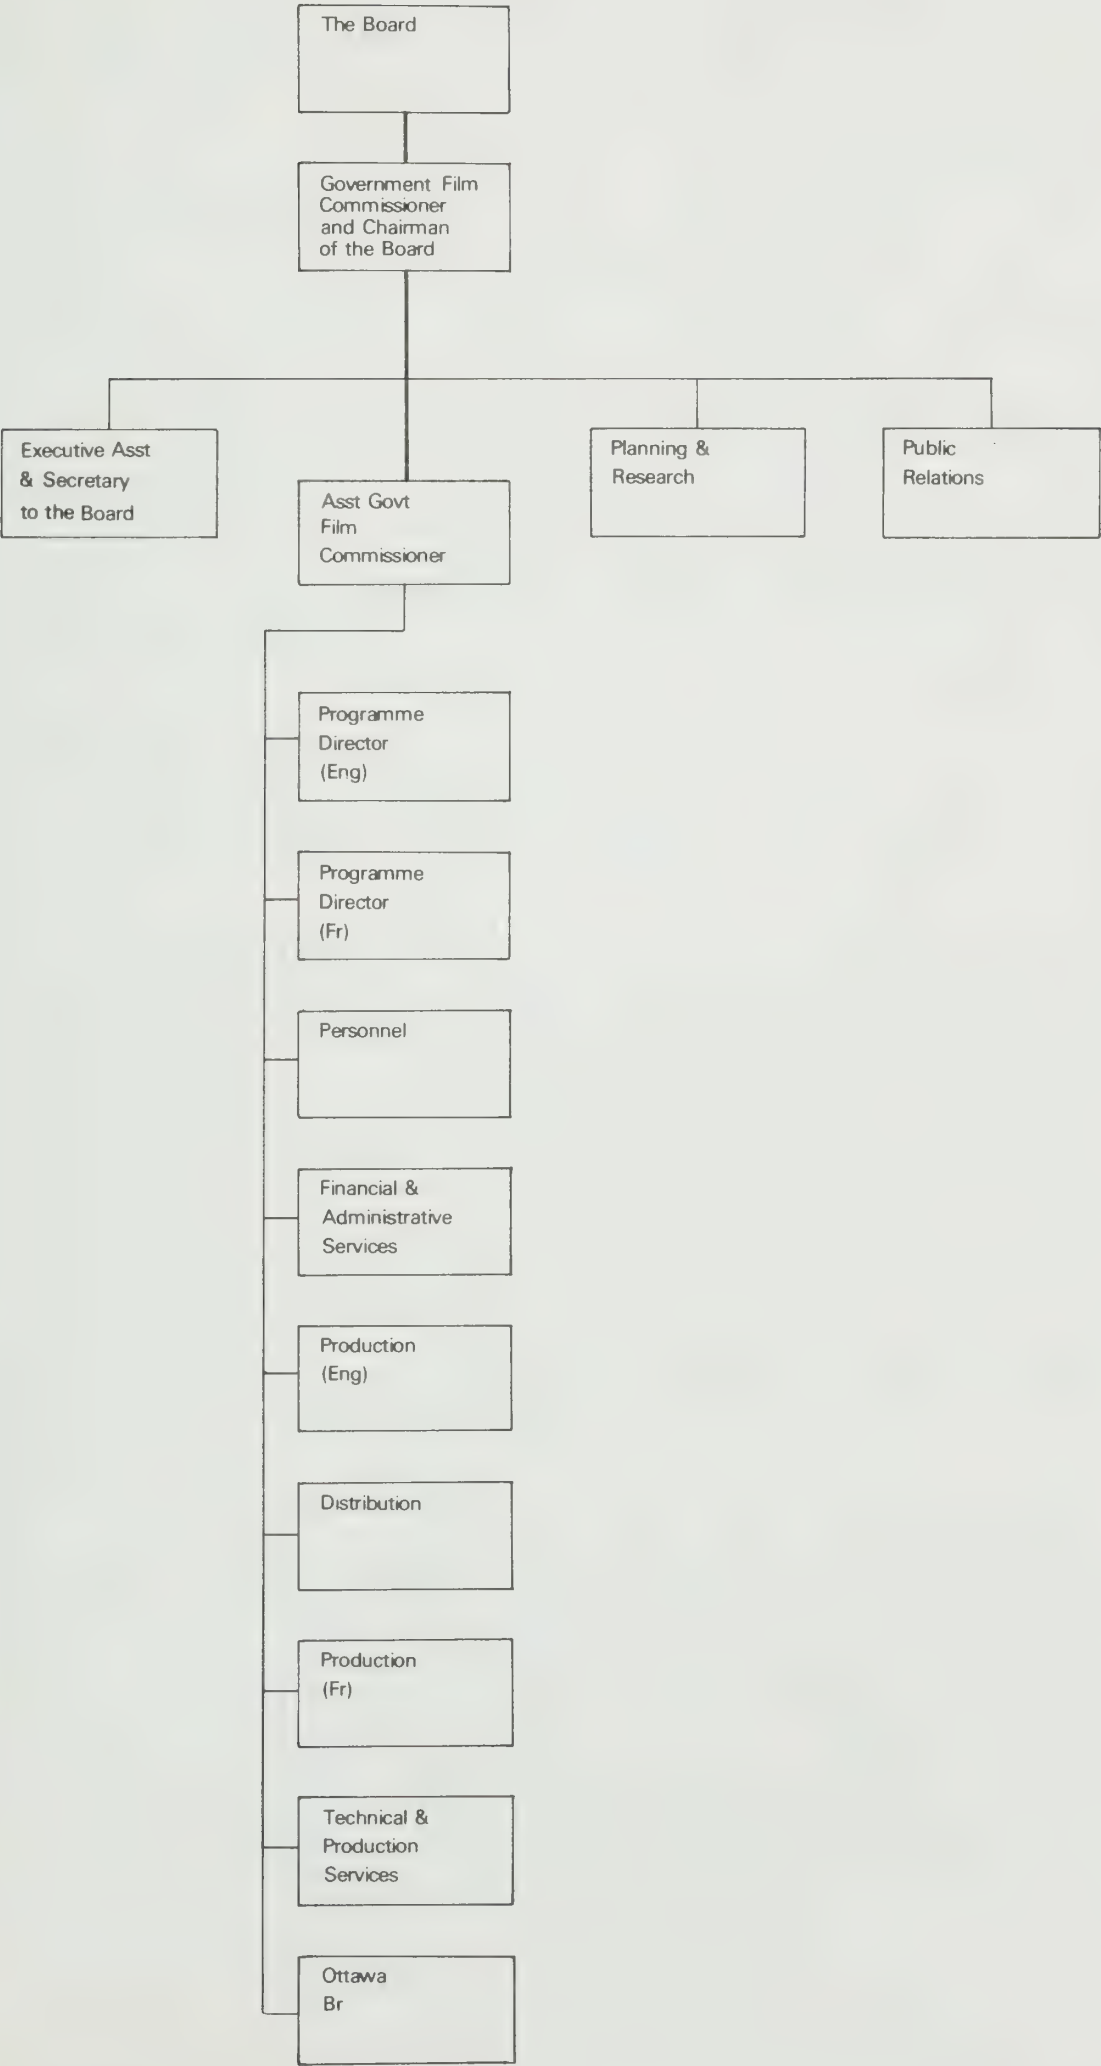 The Board
Government Film
Commissioner
and Chairman
of the Board
Executive Asst
& Secretary
to the Board
Asst Govt
Film
Commissioner
Planning &
Research
Public
Relations
Programme
Director
(Eng)
Programme
Director
(Fr)
Personnel
Financial &
Administrative
Services
Production
(Eng)
Distribution
Production
(Fr)
Technical &
Production
Services
Ottawa
Br